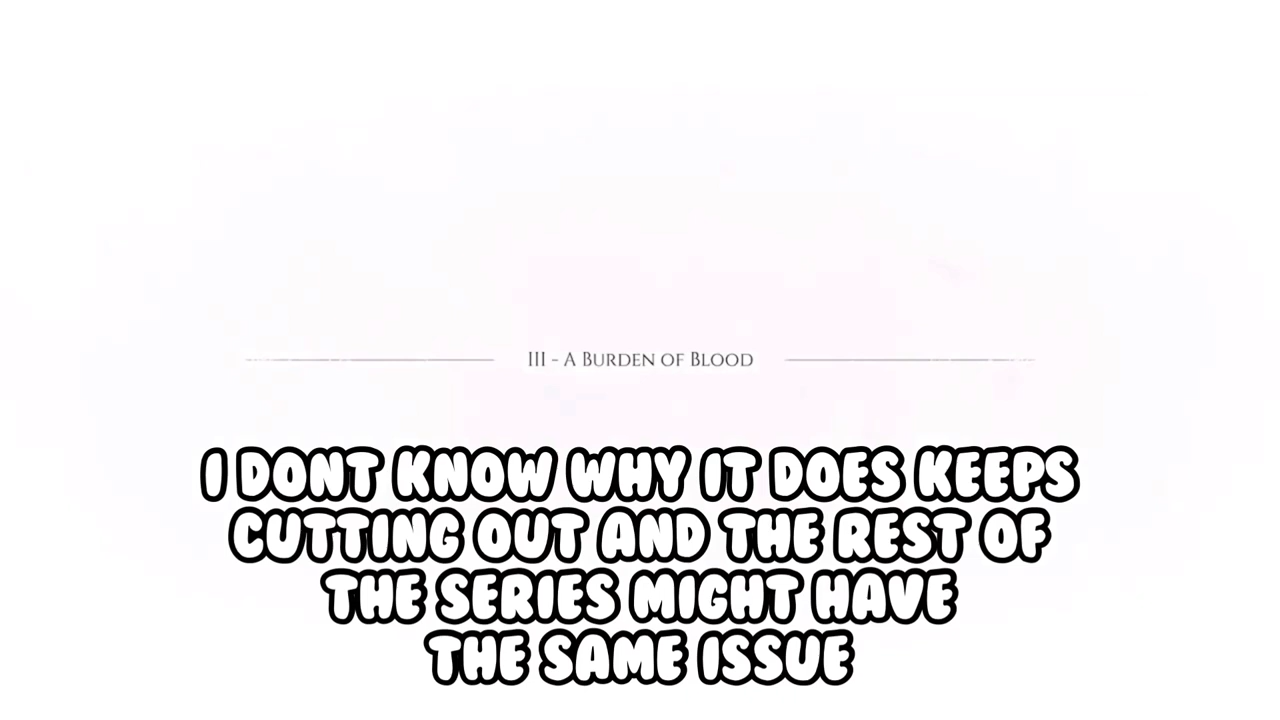 III - A Burden of Blood
I DONT KNOW WHY IT DOES KEEPS
CUTTING OUT AND THE REST OF
THE SERIES MIGHT HAVE
THE SAME ISSUE